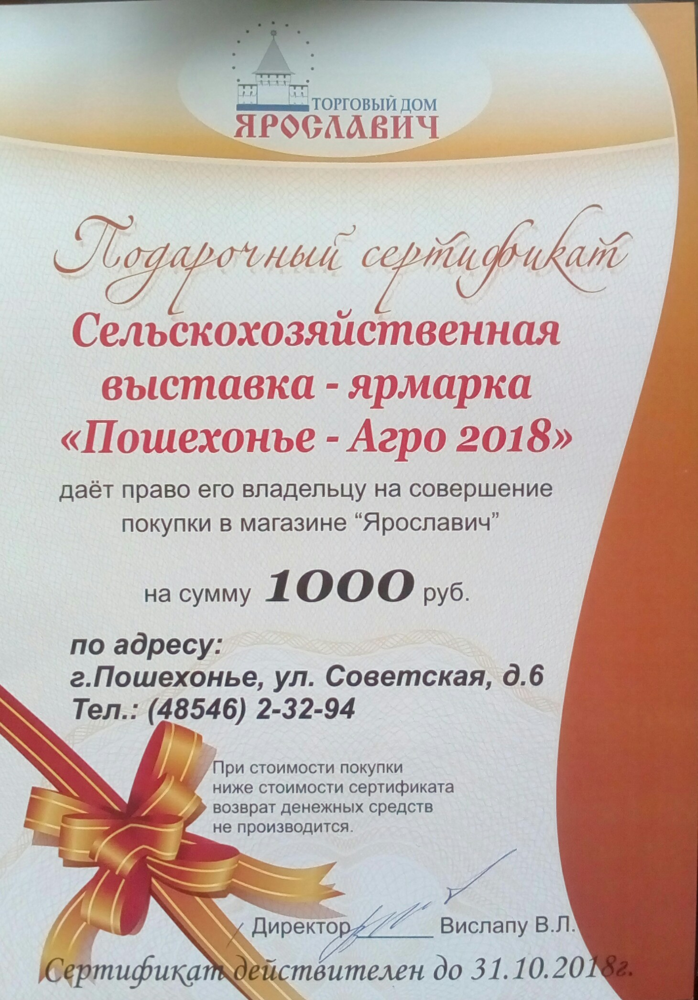 ТОРГОВЫЙ ДОМ
ЯРОСЛАВИЧ
Подарочный сертификат
Сельскохозяйственная
выставка - ярмарка
«Пошехонье - Агро 2018»
даёт право его владельцу на совершение
покупки в магазине “Ярославич”
на сумму 1000 руб.
по адресу:
г.Пошехонье, ул. Советская, д.6
Тел.: (48546) 2-32-94
При стоимости покупки
ниже стоимости сертификата
возврат денежных средств
не производится.
Директор Вислапу В.Л.
Сертификат действителен до 31.10.2018г.